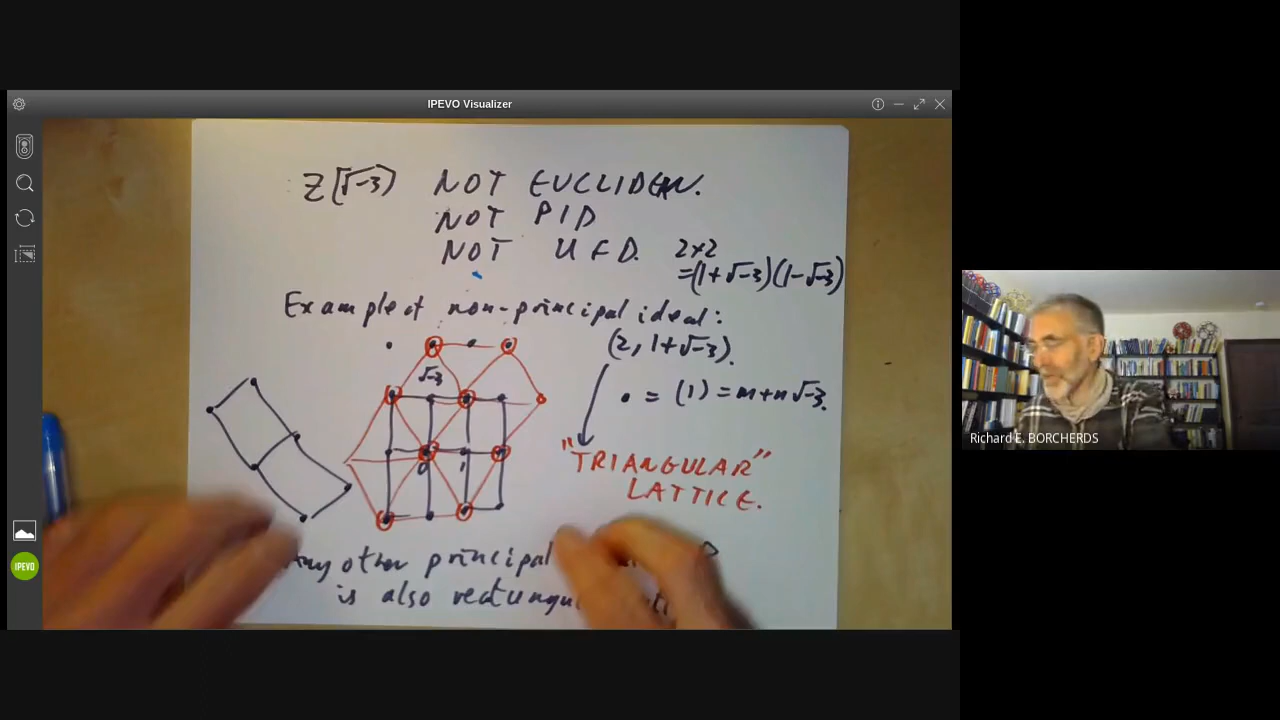 IPEVO Visualizer
Z[√-3] NOT EUCLIDEAN.
NOT PID
NOT UFD. 2×2
=(1+√-3)(1-√-3)
Example of non-principal ideal:
(2, 1+√-3).
√-3
• = (1) = m+n√-3.
0 1
"TRIANGULAR"
LATTICE.
Any other principal
is also rectangular
Richard E. BORCHERDS
IPEVO